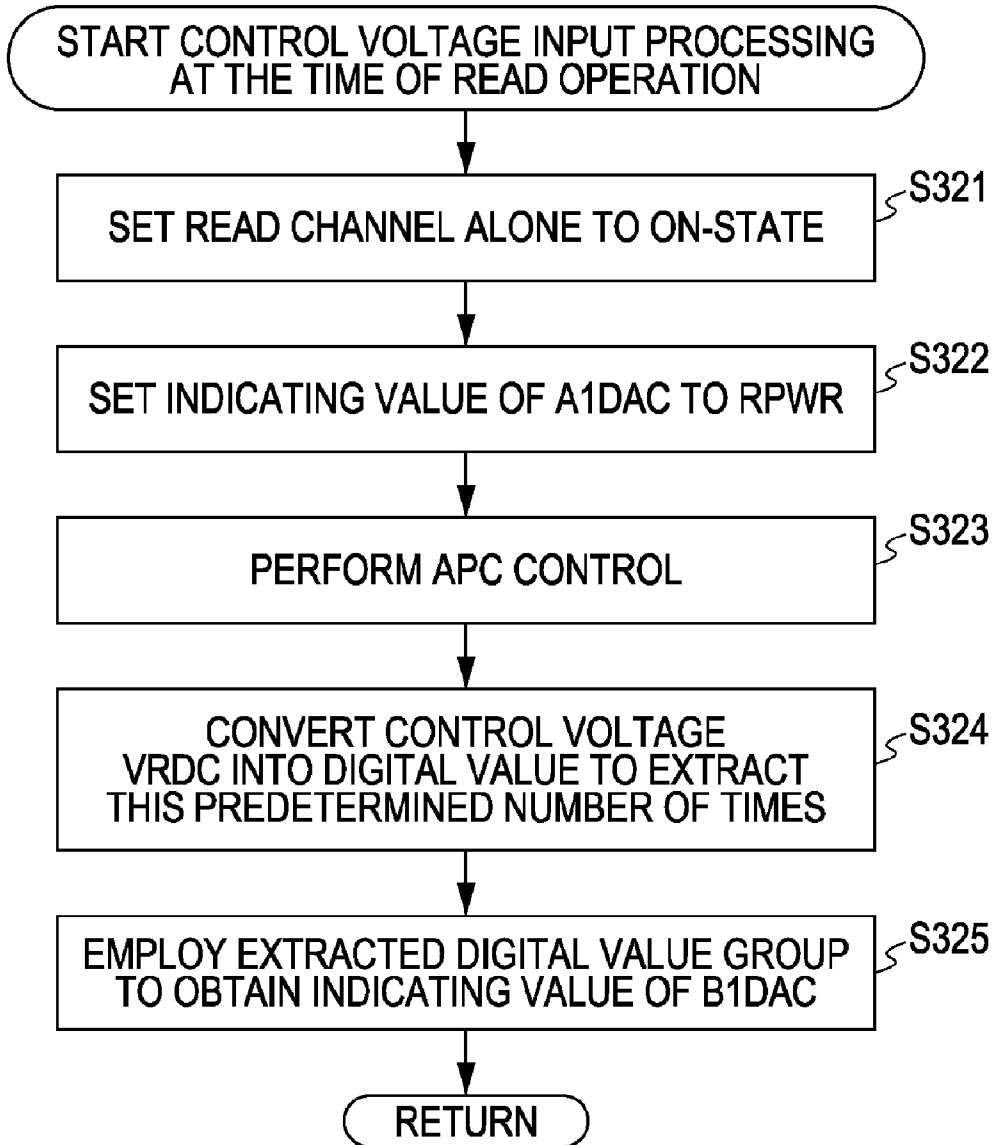 START CONTROL VOLTAGE INPUT PROCESSING
AT THE TIME OF READ OPERATION
S321
SET READ CHANNEL ALONE TO ON-STATE
S322
SET INDICATING VALUE OF A1DAC TO RPWR
S323
PERFORM APC CONTROL
S324
CONVERT CONTROL VOLTAGE
VRDC INTO DIGITAL VALUE TO EXTRACT
THIS PREDETERMINED NUMBER OF TIMES
S325
EMPLOY EXTRACTED DIGITAL VALUE GROUP
TO OBTAIN INDICATING VALUE OF B1DAC
RETURN